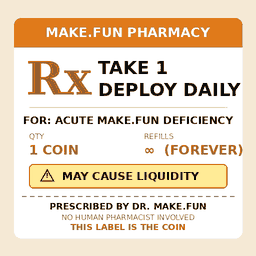 MAKE.FUN PHARMACY
Rx TAKE 1
DEPLOY DAILY
FOR: ACUTE MAKE.FUN DEFICIENCY
QTY REFILLS
1 COIN ∞ (FOREVER)
⚠ MAY CAUSE LIQUIDITY
PRESCRIBED BY DR. MAKE.FUN
NO HUMAN PHARMACIST INVOLVED
THIS LABEL IS THE COIN